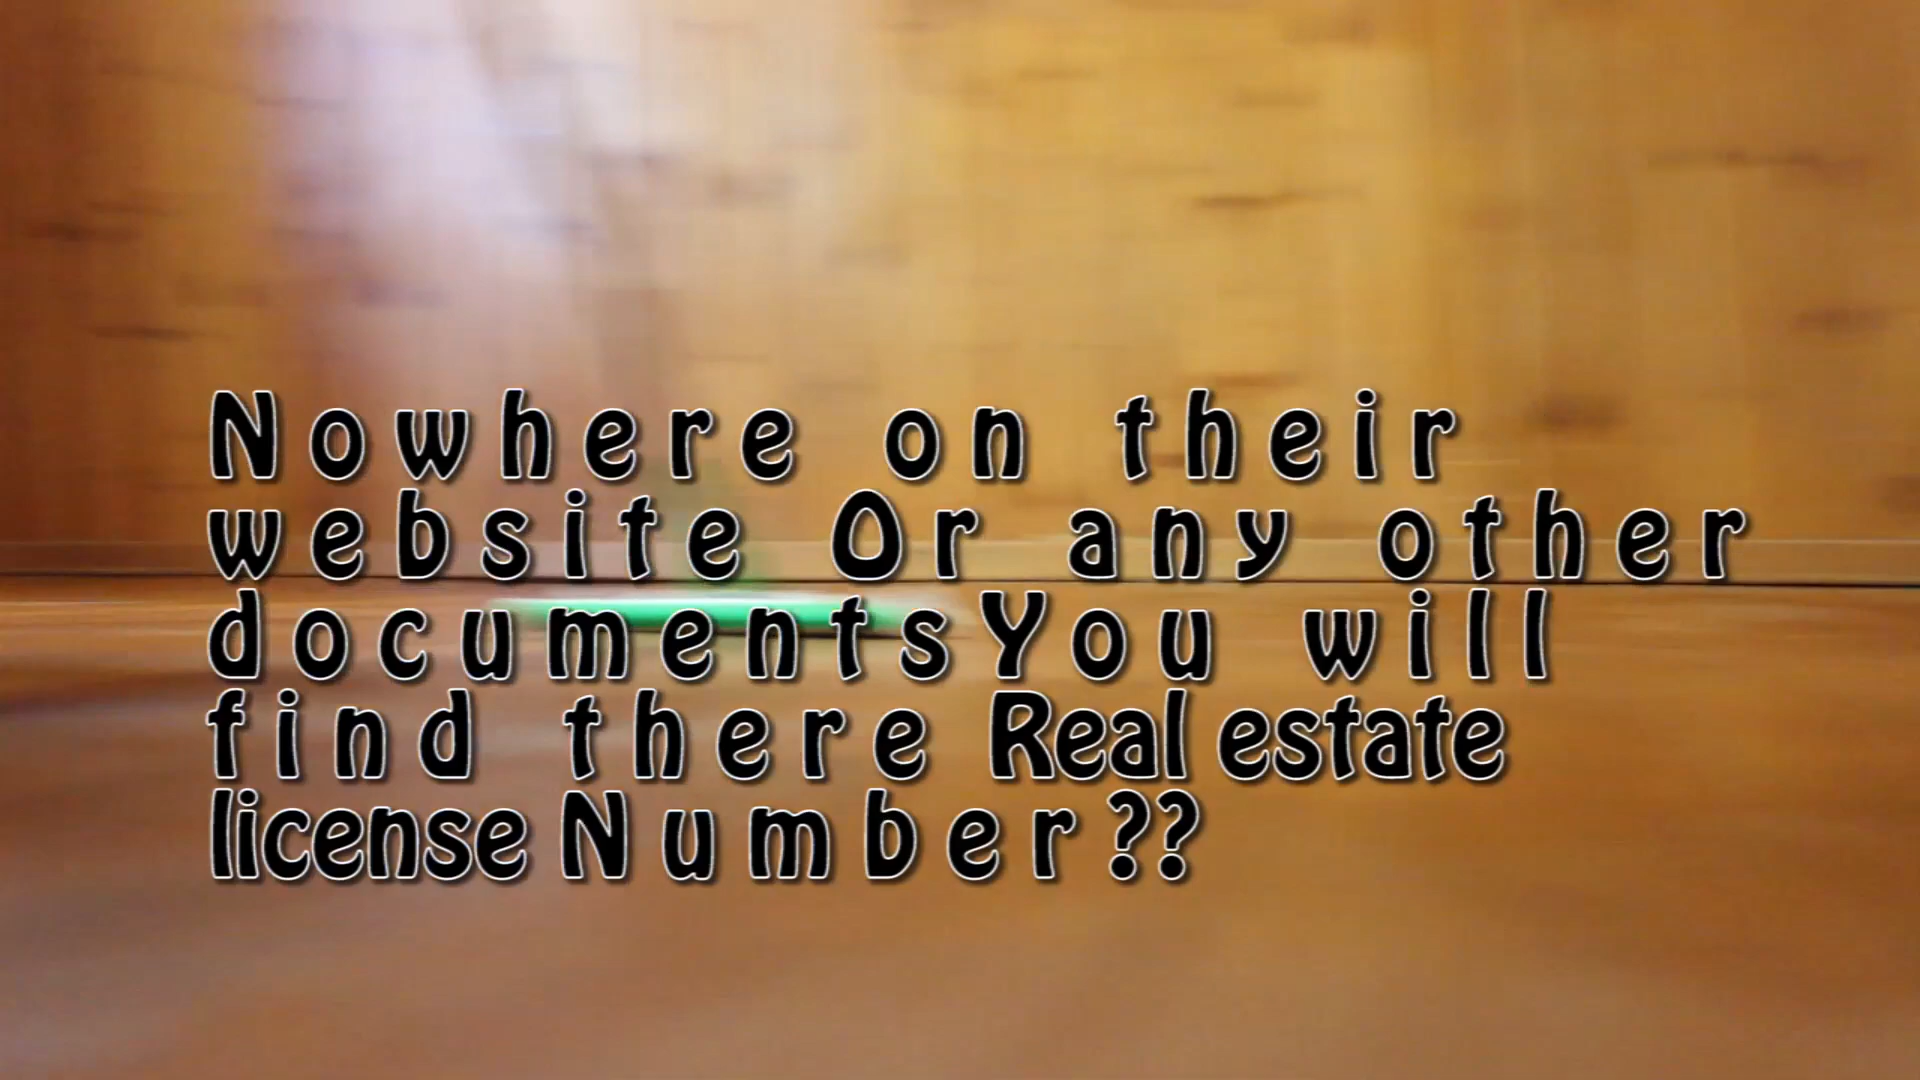 Nowhere on their
website Or any other
documentsYou will
find there Real estate
license Number ??